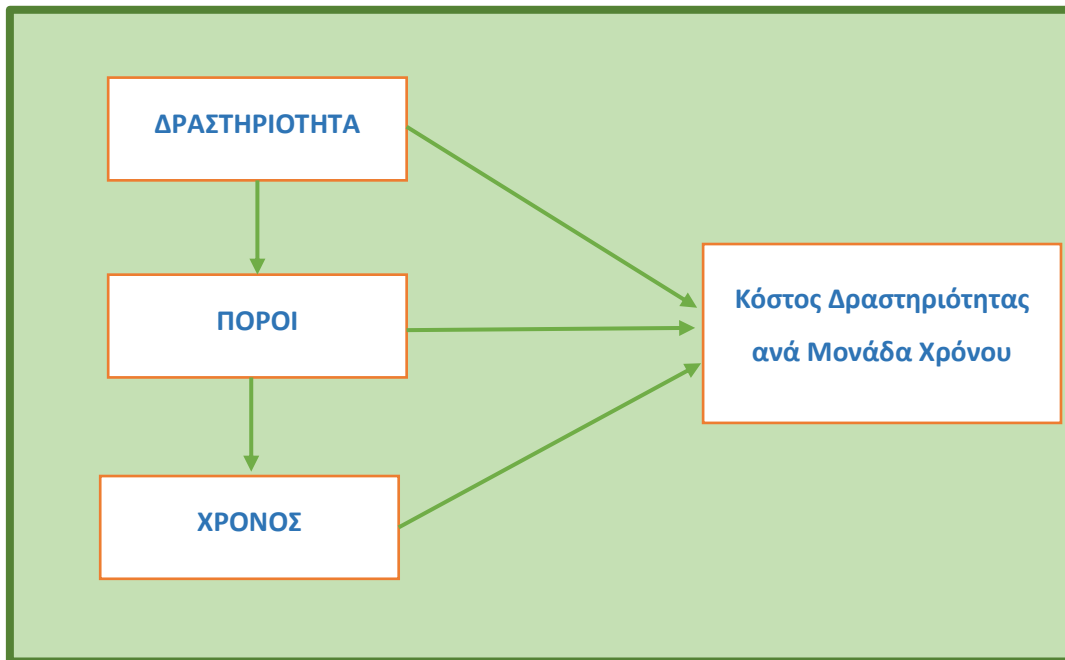 ΔΡΑΣΤΗΡΙΟΤΗΤΑ
ΠΟΡΟΙ
ΧΡΟΝΟΣ
Κόστος Δραστηριότητας
ανά Μονάδα Χρόνου